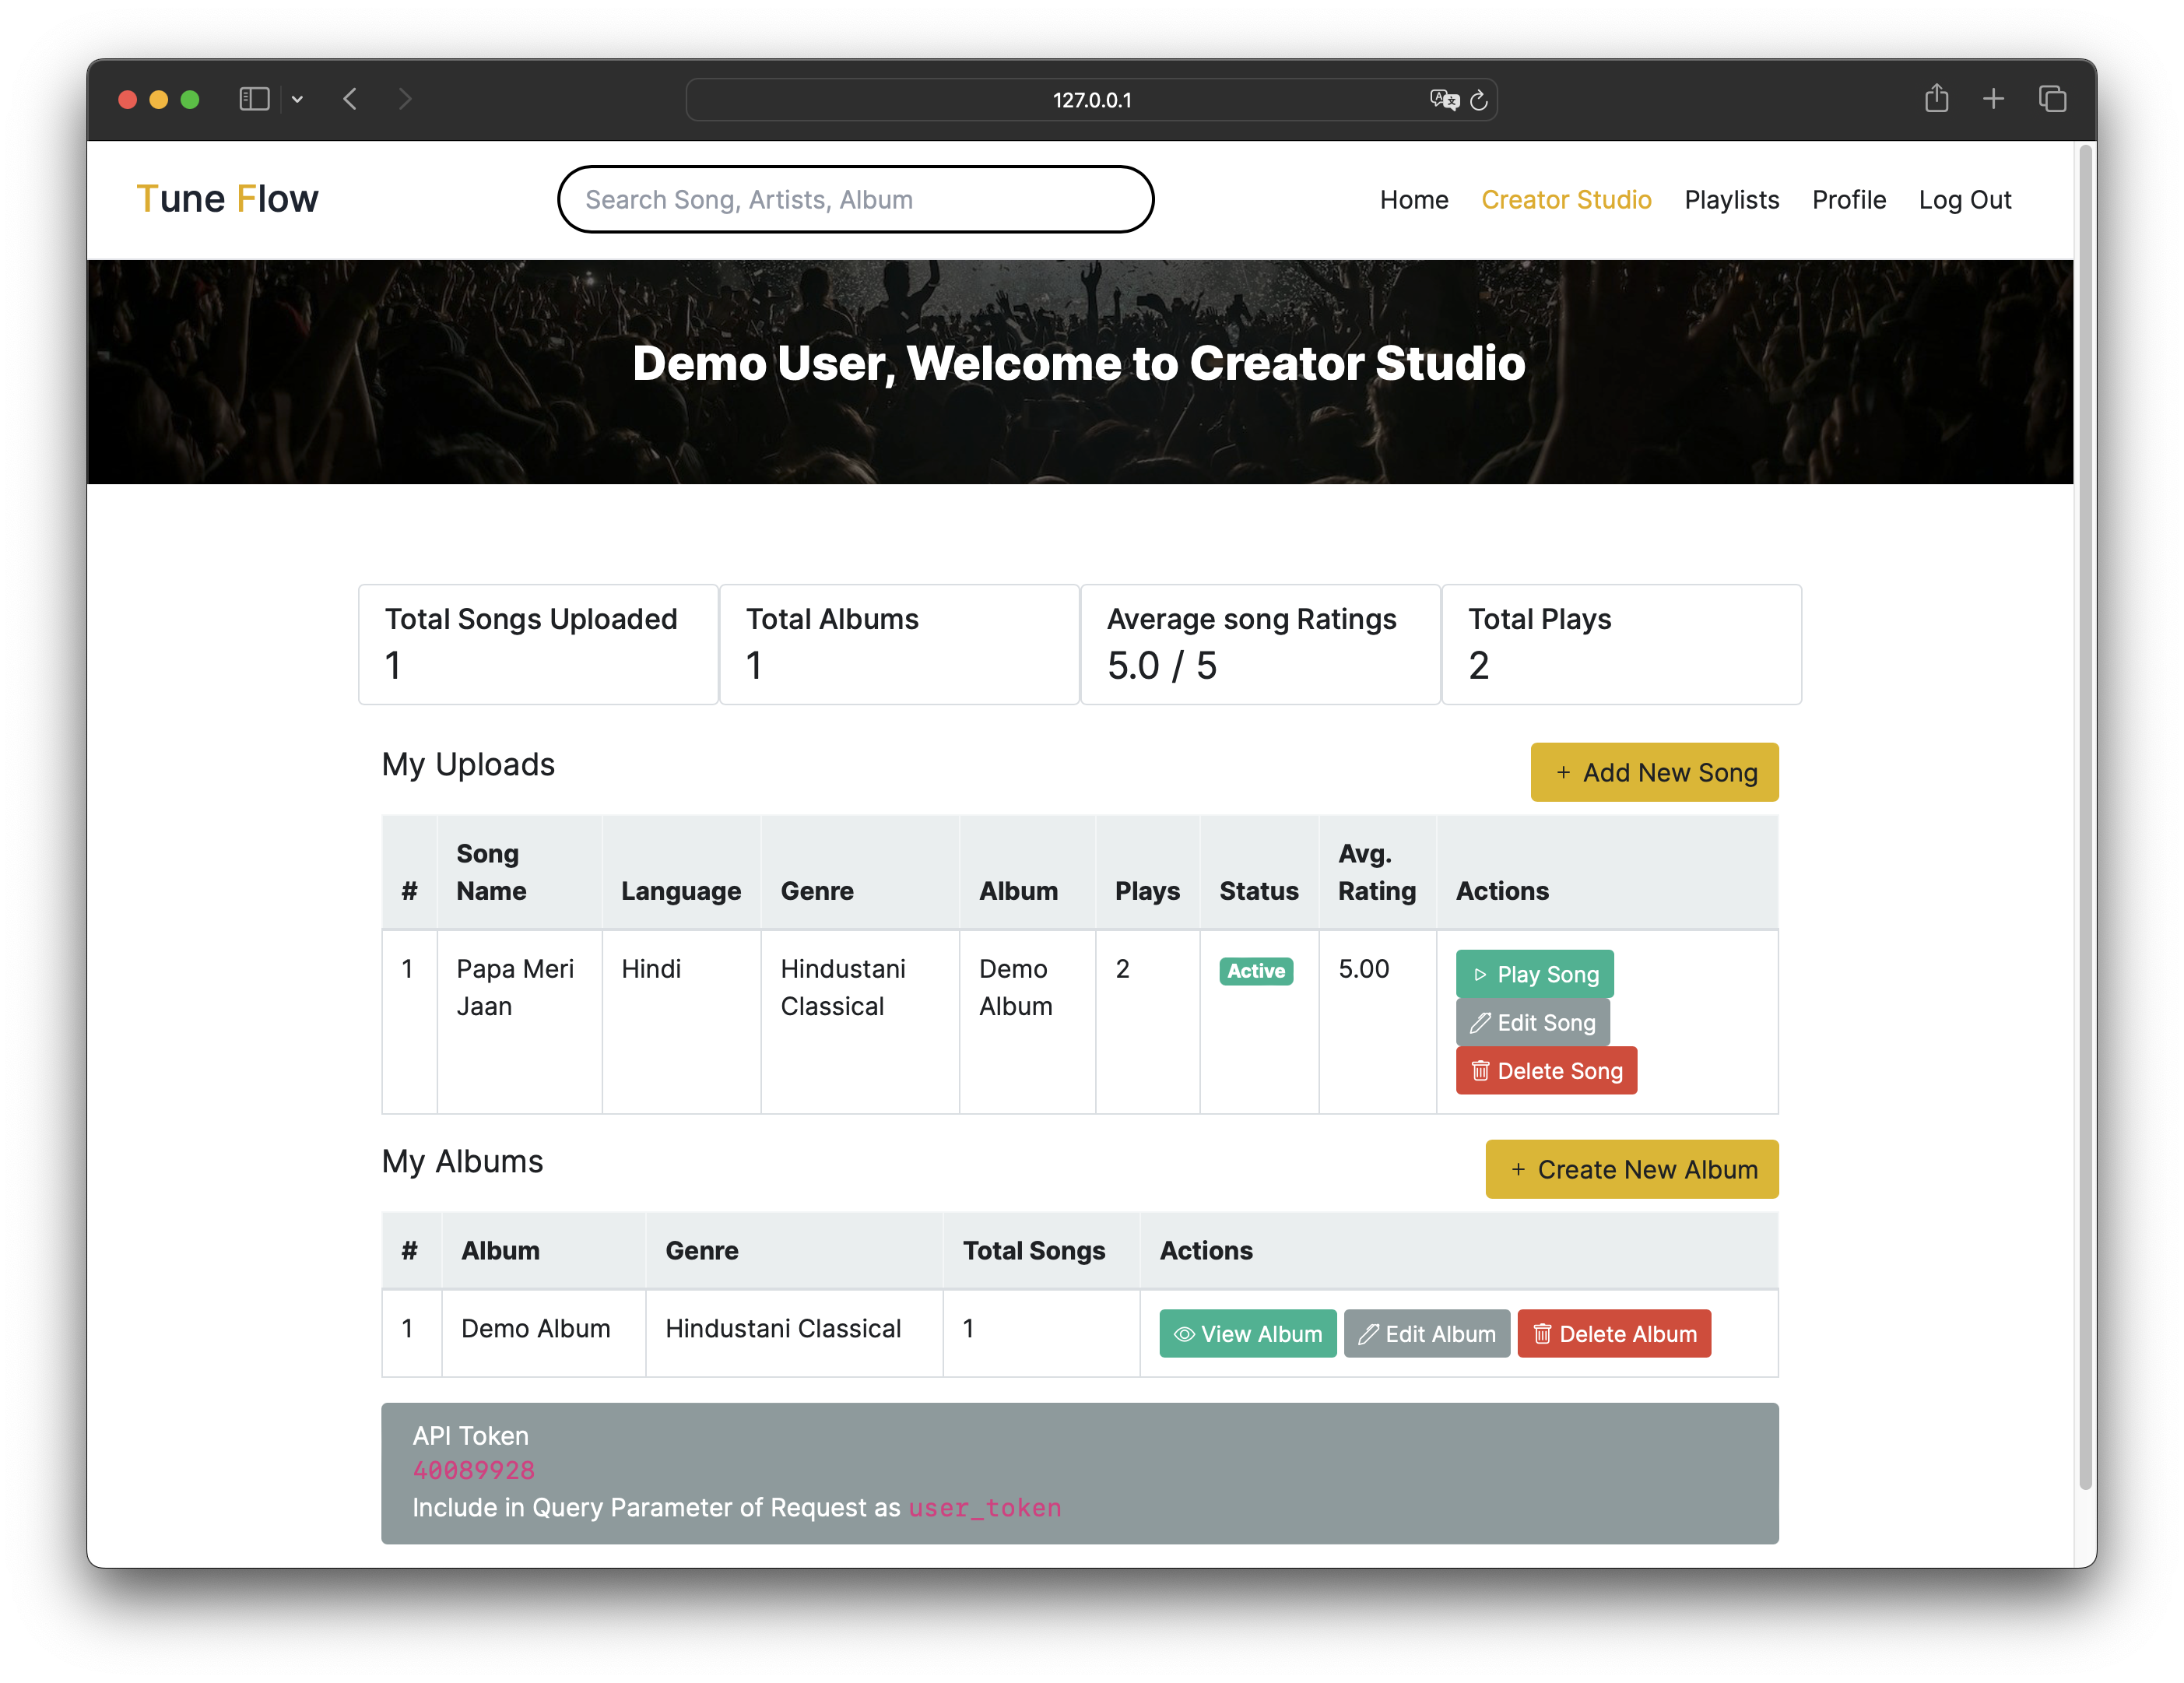 127.0.0.1
Tune Flow
Search Song, Artists, Album
Home Creator Studio Playlists Profile Log Out
Demo User, Welcome to Creator Studio
Total Songs Uploaded
1
Total Albums
1
Average song Ratings
5.0 / 5
Total Plays
2
My Uploads
+ Add New Song
# Song Name Language Genre Album Plays Status Avg. Rating Actions
1 Papa Meri Jaan Hindi Hindustani Classical Demo Album 2 Active 5.00
Play Song
Edit Song
Delete Song
My Albums
+ Create New Album
# Album Genre Total Songs Actions
1 Demo Album Hindustani Classical 1 View Album Edit Album Delete Album
API Token
40089928
Include in Query Parameter of Request as user_token